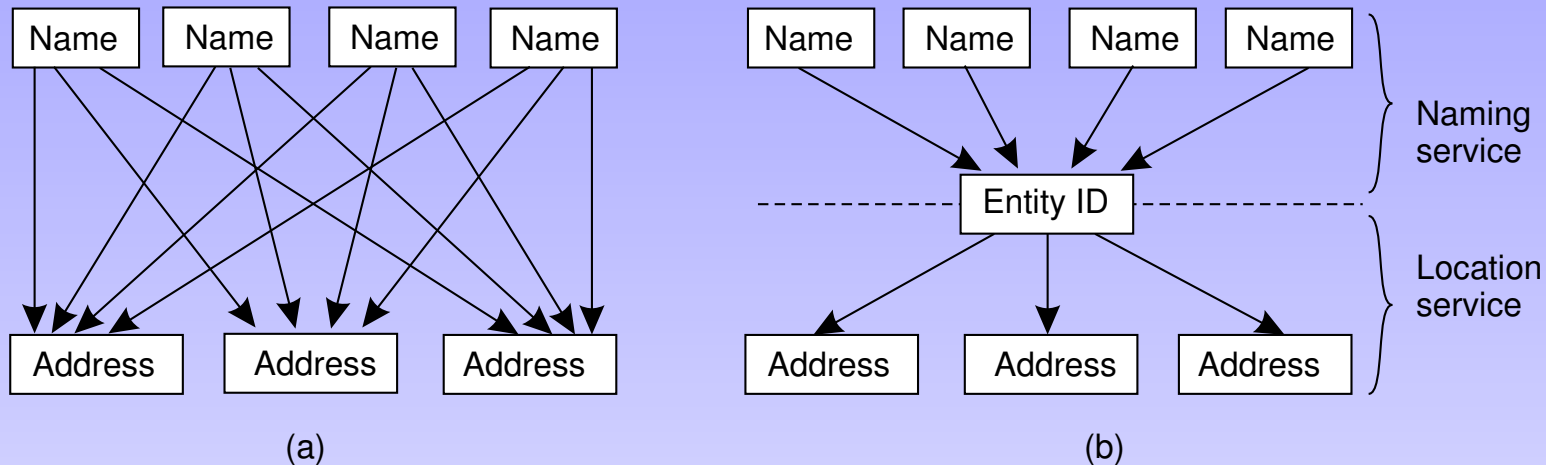 Name Name Name Name
Address Address Address
(a)
Name Name Name Name
Naming
service
Entity ID
Location
service
Address Address Address
(b)